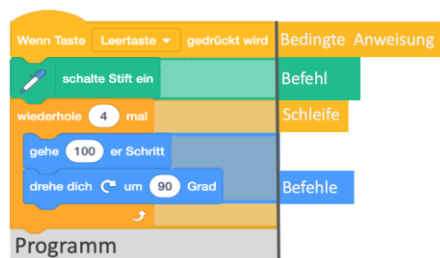 Wenn Taste Leertaste gedrückt wird Bedingte Anweisung
schalte Stift ein Befehl
wiederhole 4 mal Schleife
gehe 100 er Schritt
drehe dich um 90 Grad Befehle
Programm